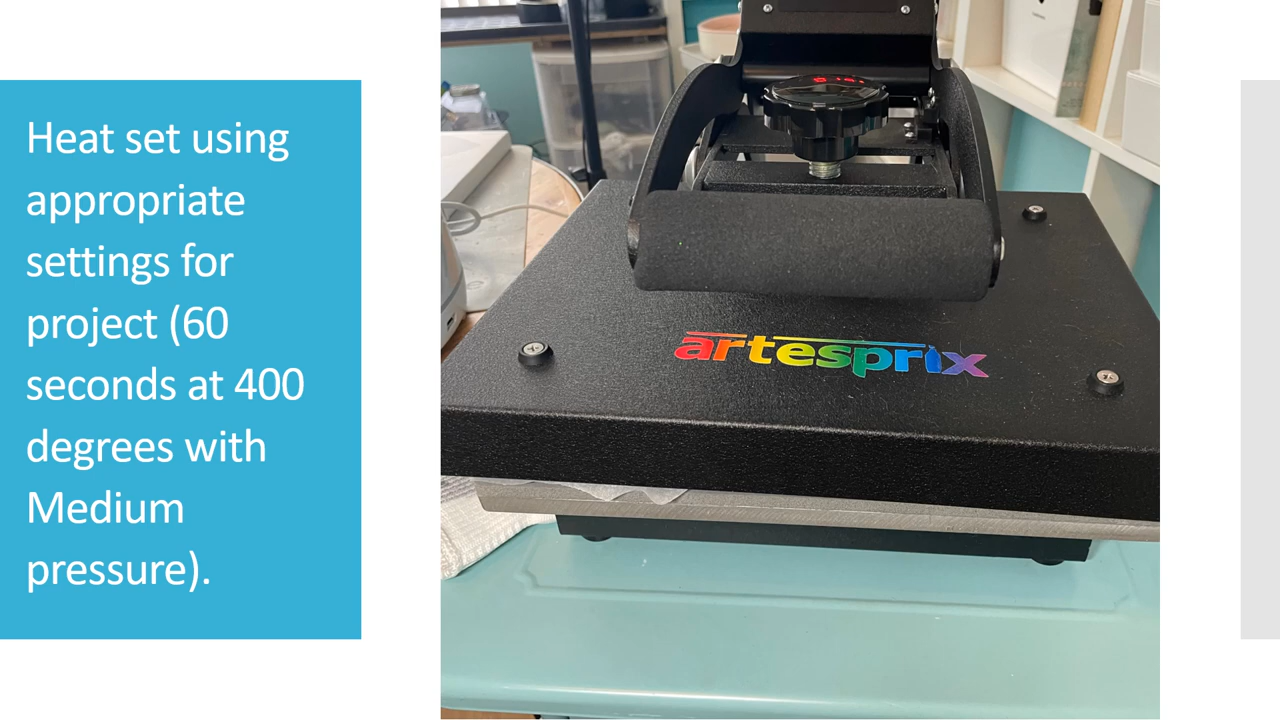 Heat set using
appropriate
settings for
project (60
seconds at 400
degrees with
Medium
pressure).
artesprix